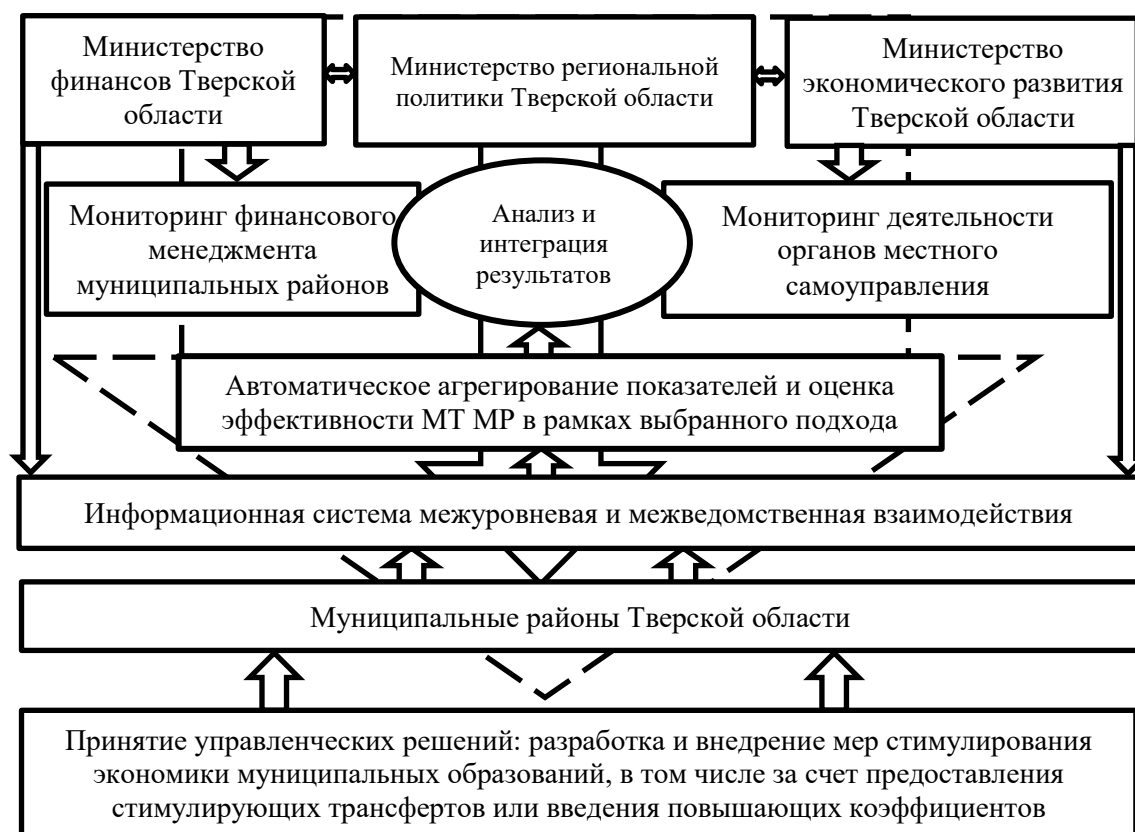 Министерство
финансов Тверской
области
Министерство региональной
политики Тверской области
Министерство
экономического развития
Тверской области
Мониторинг финансового
менеджмента
муниципальных районов
Анализ и
интеграция
результатов
Мониторинг деятельности
органов местного
самоуправления
Автоматическое агрегирование показателей и оценка
эффективности МТ МР в рамках выбранного подхода
Информационная система межуровневая и межведомственная взаимодействия
Муниципальные районы Тверской области
Принятие управленческих решений: разработка и внедрение мер стимулирования
экономики муниципальных образований, в том числе за счет предоставления
стимулирующих трансфертов или введения повышающих коэффициентов